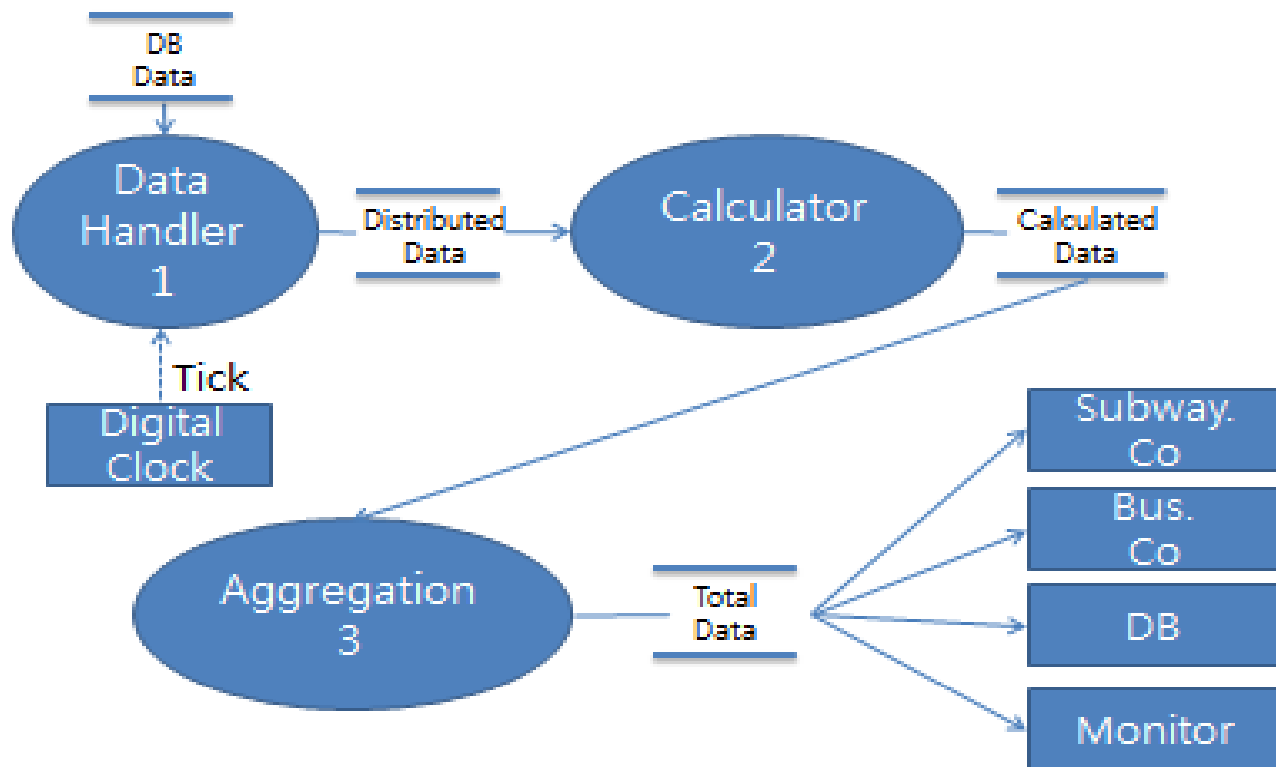 DB
Data
Data
Handler
1
Distributed
Data
Calculator
2
Calculated
Data
Tick
Digital
Clock
Subway.
Co
Bus.
Co
Aggregation
3
Total
Data
DB
Monitor